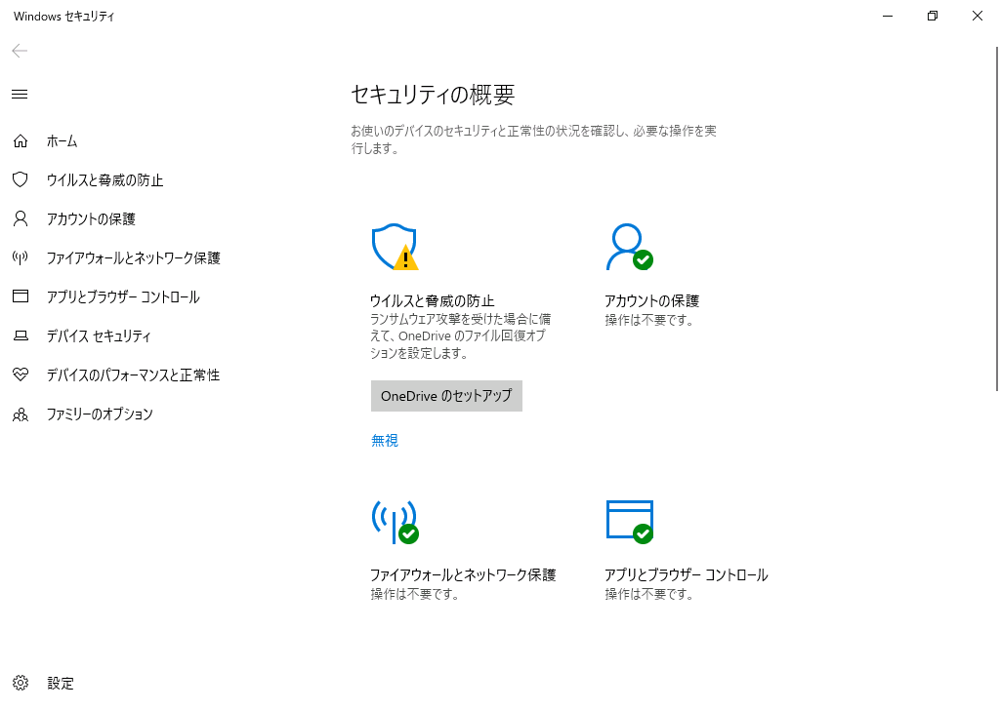 Windows セキュリティ
ホーム
ウイルスと脅威の防止
アカウントの保護
ファイアウォールとネットワーク保護
アプリとブラウザー コントロール
デバイス セキュリティ
デバイスのパフォーマンスと正常性
ファミリーのオプション
設定
セキュリティの概要
お使いのデバイスのセキュリティと正常性の状況を確認し、必要な操作を実
行します。
ウイルスと脅威の防止
ランサムウェア攻撃を受けた場合に備
えて、OneDrive のファイル回復オプ
ションを設定します。
OneDrive のセットアップ
無視
アカウントの保護
操作は不要です。
ファイアウォールとネットワーク保護
操作は不要です。
アプリとブラウザー コントロール
操作は不要です。